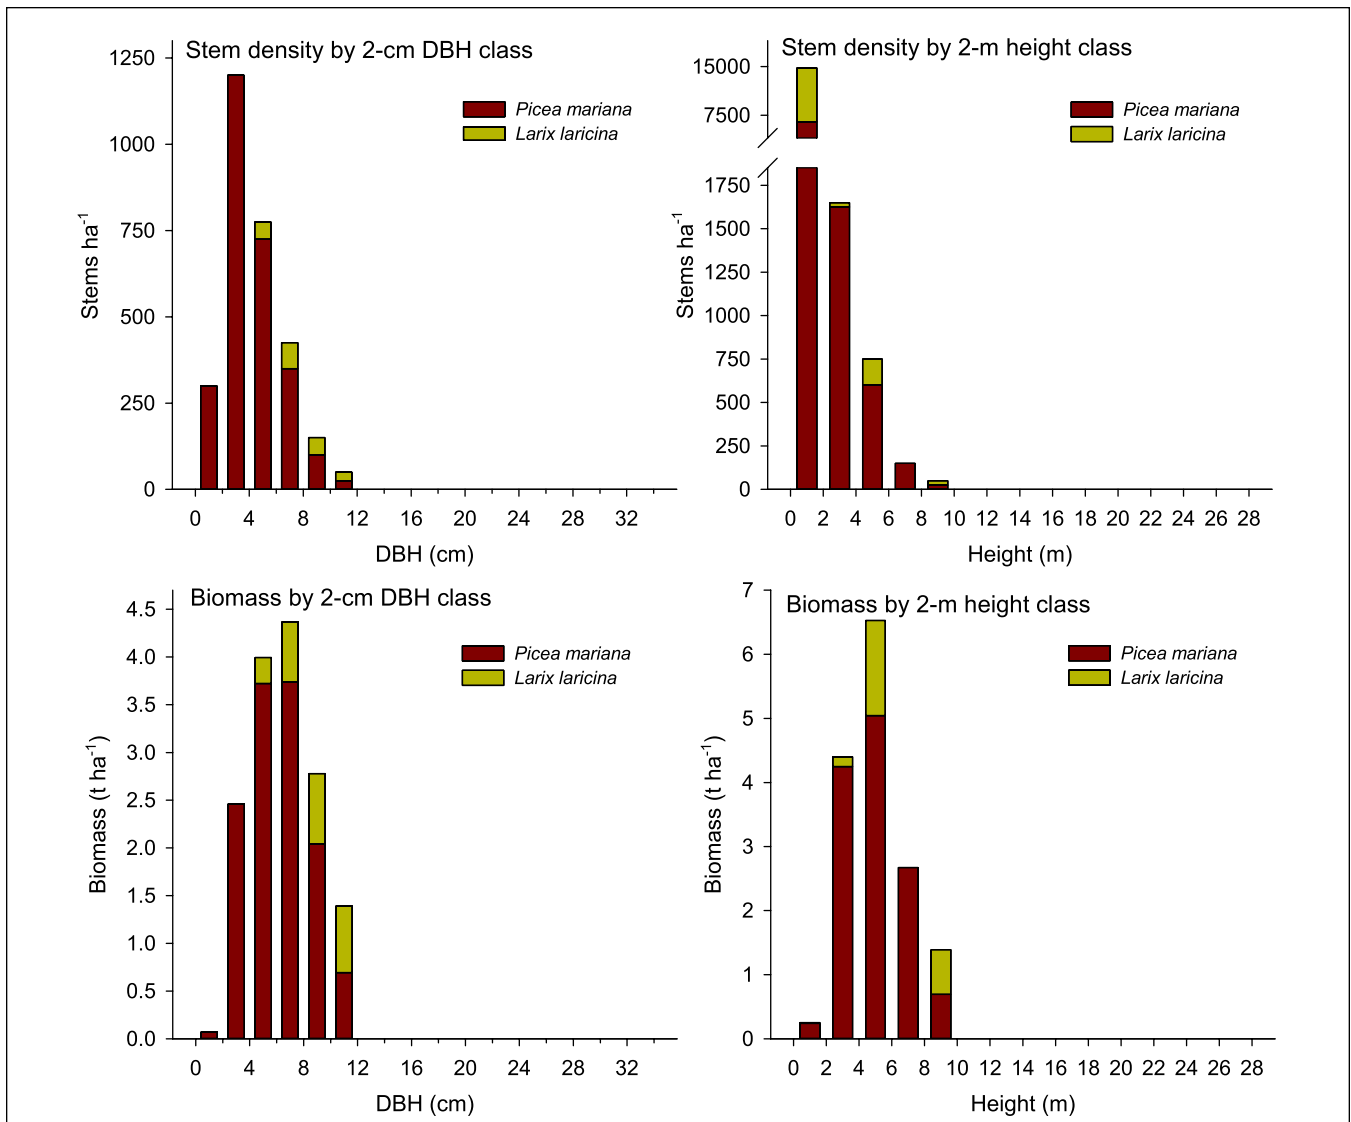 Stem density by 2-cm DBH class
Picea mariana
Larix laricina
1250
1000
750
500
250
0
Stems ha-1
0 4 8 12 16 20 24 28 32
DBH (cm)
Stem density by 2-m height class
Picea mariana
Larix laricina
15000
7500
1750
1500
1250
1000
750
500
250
0
Stems ha-1
0 2 4 6 8 10 12 14 16 18 20 22 24 26 28
Height (m)
Biomass by 2-cm DBH class
Picea mariana
Larix laricina
4.5
4.0
3.5
3.0
2.5
2.0
1.5
1.0
0.5
0.0
Biomass (t ha-1)
0 4 8 12 16 20 24 28 32
DBH (cm)
Biomass by 2-m height class
Picea mariana
Larix laricina
7
6
5
4
3
2
1
0
Biomass (t ha-1)
0 2 4 6 8 10 12 14 16 18 20 22 24 26 28
Height (m)